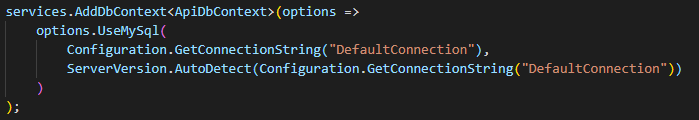 services.AddDbContext<ApiDbContext>(options =>
    options.UseMySql(
        Configuration.GetConnectionString("DefaultConnection"),
        ServerVersion.AutoDetect(Configuration.GetConnectionString("DefaultConnection"))
    )
);